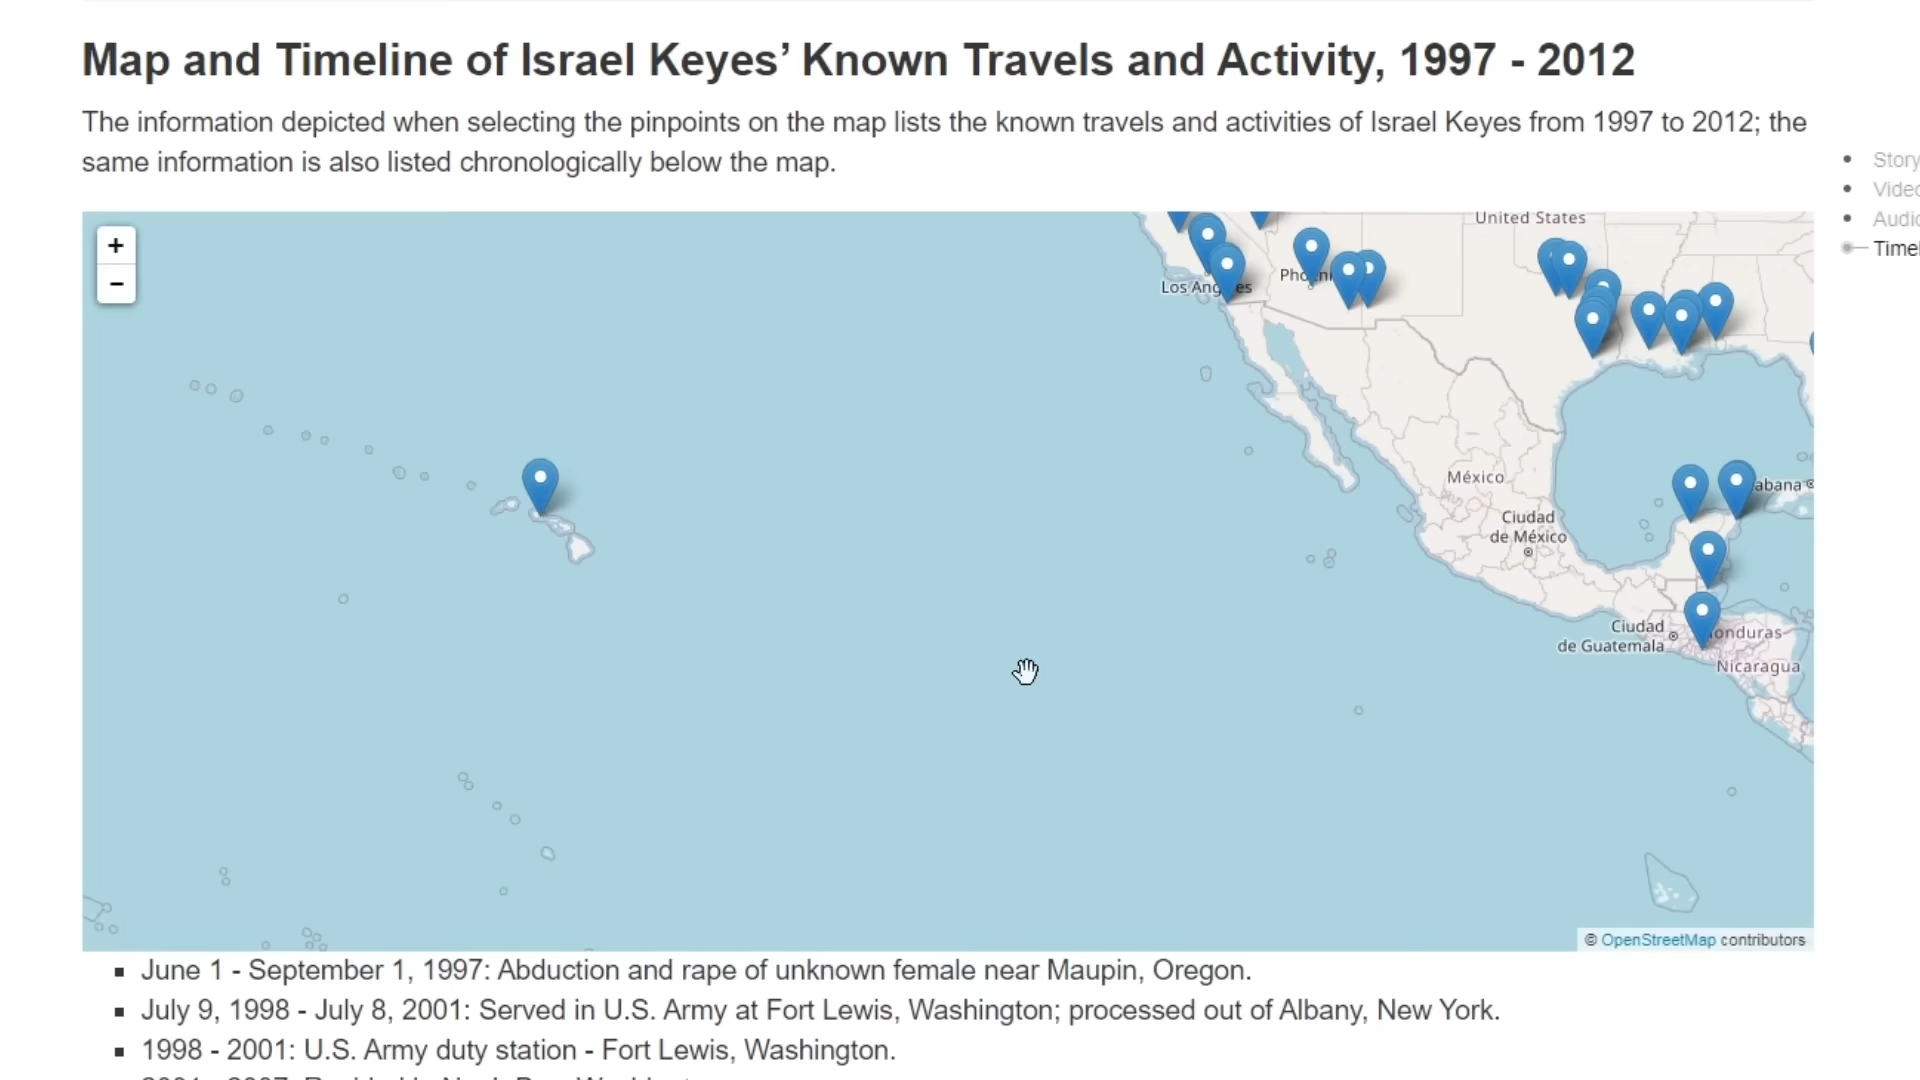 Map and Timeline of Israel Keyes’ Known Travels and Activity, 1997 - 2012
The information depicted when selecting the pinpoints on the map lists the known travels and activities of Israel Keyes from 1997 to 2012; the
same information is also listed chronologically below the map.
Story
Video
Audio
Timel
+
−
United States
Los Ang es
Pho ni
México
Ciudad
de México
abana
Ciudad
de Guatemala
onduras
Nicaragua
© OpenStreetMap contributors
June 1 - September 1, 1997: Abduction and rape of unknown female near Maupin, Oregon.
July 9, 1998 - July 8, 2001: Served in U.S. Army at Fort Lewis, Washington; processed out of Albany, New York.
1998 - 2001: U.S. Army duty station - Fort Lewis, Washington.